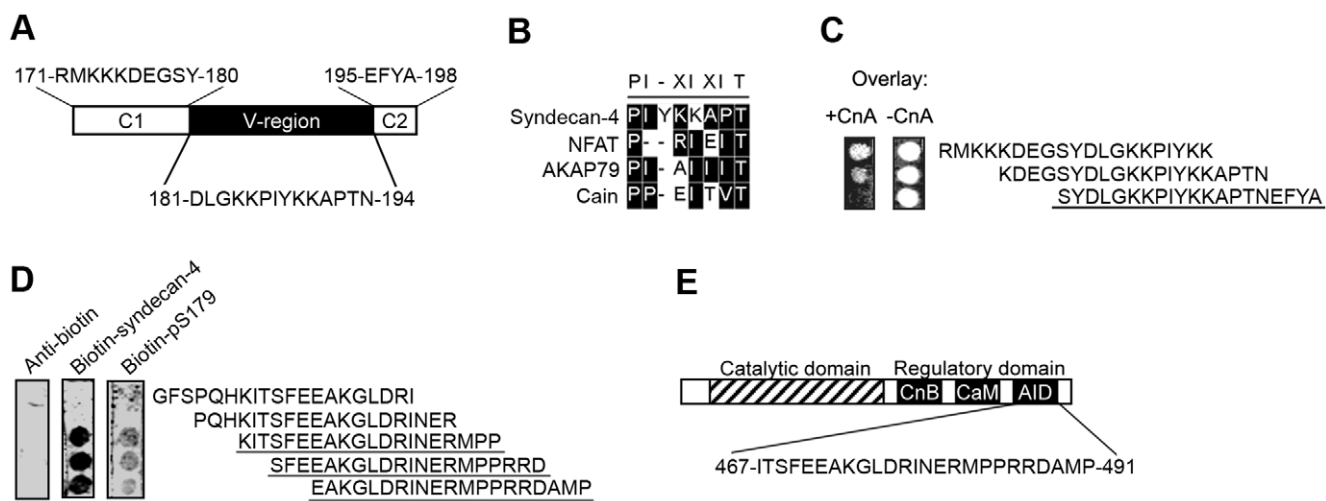 A
171-RMKKKDEGSY-180
195-EFYA-198
C1
V-region
C2
181-DLGKKPIYKKAPTN-194
B
PI - XI XI T
Syndecan-4 PIYKKAPT
NFAT P--RIEIT
AKAP79 PI-AIIIT
Cain PP-EITVT
C
Overlay:
+CnA -CnA
RMKKKDEGSYDLGKKPIYKK
KDEGSYDLGKKPIYKKAPTN
SYDLGKKPIYKKAPTNEFYA
D
Anti-biotin
Biotin-syndecan-4
Biotin-pS179
GFSPQHKITSFEEAKGLDRI
PQHKITSFEEAKGLDRINER
KITSFEEAKGLDRINERMPP
SFEEAKGLDRINERMPPRRD
EAKGLDRINERMPPRRDAMP
E
Catalytic domain Regulatory domain
CnB CaM AID
467-ITSFEEAKGLDRINERMPPRRDAMP-491